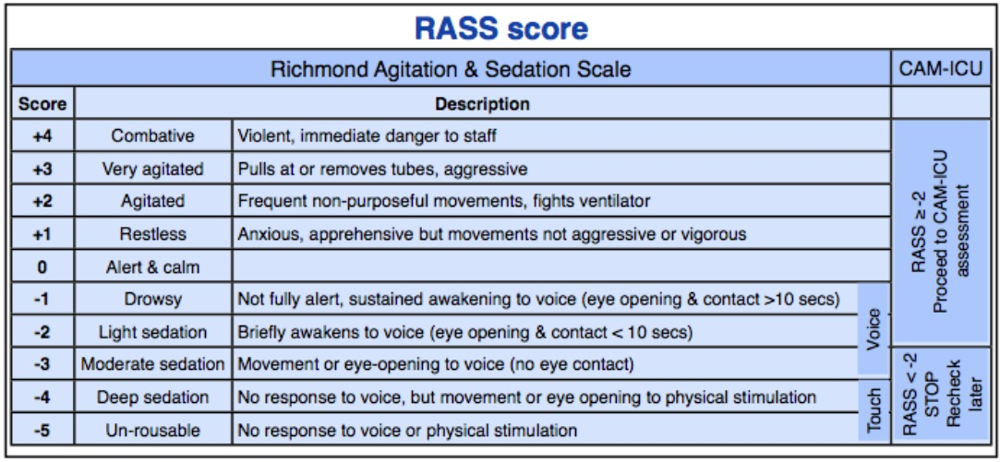 RASS score
Richmond Agitation & Sedation Scale CAM-ICU
Score Description
+4 Combative Violent, immediate danger to staff
+3 Very agitated Pulls at or removes tubes, aggressive
+2 Agitated Frequent non-purposeful movements, fights ventilator
+1 Restless Anxious, apprehensive but movements not aggressive or vigorous
0 Alert & calm
-1 Drowsy Not fully alert, sustained awakening to voice (eye opening & contact >10 secs)
-2 Light sedation Briefly awakens to voice (eye opening & contact < 10 secs)
-3 Moderate sedation Movement or eye-opening to voice (no eye contact)
-4 Deep sedation No response to voice, but movement or eye opening to physical stimulation
-5 Un-rousable No response to voice or physical stimulation
Voice
Touch
RASS ≥ -2
Proceed to CAM-ICU
assessment
RASS < -2
STOP
Recheck
later